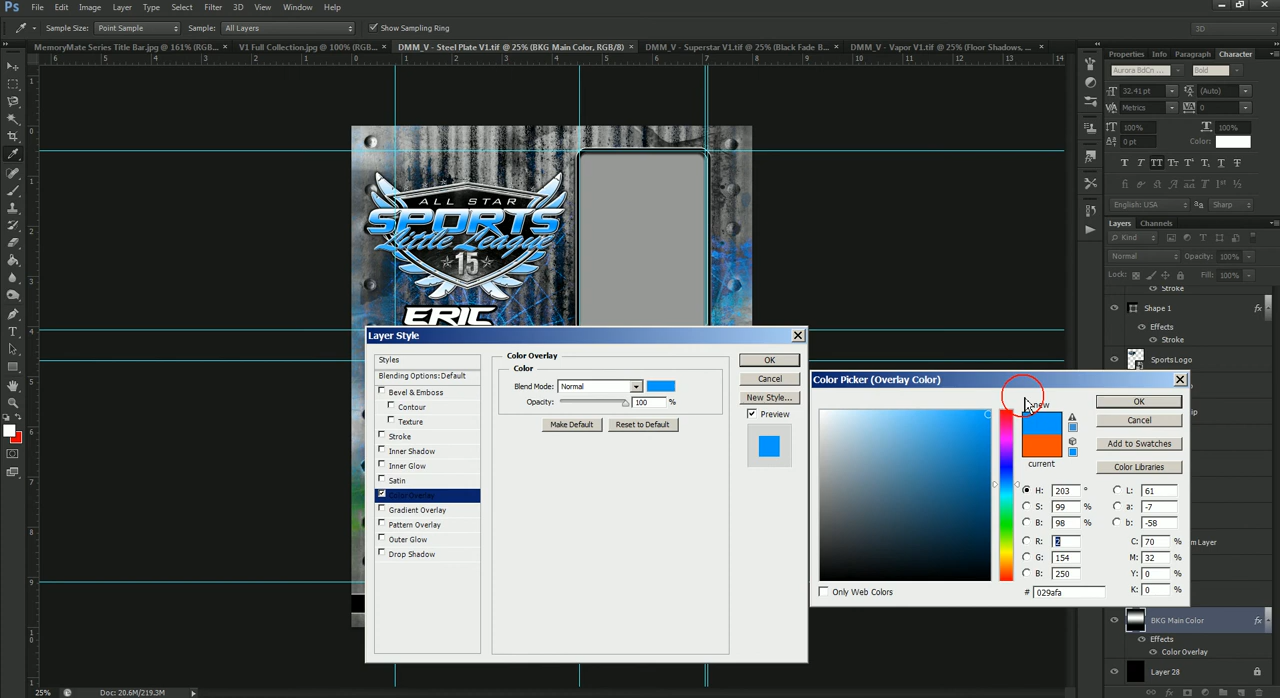 Ps File Edit Image Layer Type Select Filter 3D View Window Help
Sample Size: Point Sample Sample: All Layers Show Sampling Ring 3D
MemoryMate Series Title Bar.jpg @ 161% (RGB... × V1 Full Collection.jpg @ 100% (RGB... × DMM_V - Steel Plate V1.tif @ 25% (BKG Main Color, RGB/8) × DMM_V - Superstar V1.tif @ 25% (Black Fade B... × DMM_V - Vapor V1.tif @ 25% (Floor Shadows, ... ×
Properties Info Paragraph Character
Aurora BdCn ... Bold
32.41 pt (Auto)
Metrics 0
100% 100%
0 pt Color:
English: USA Sharp
Layers Channels
Kind
Normal Opacity: 100%
Lock: Fill: 100%
Stroke
Shape 1 fx
Effects
Stroke
SportsLogo
ALL STAR
SPORTS
Little League
15
ERIC
Layer Style
Styles
Blending Options:Default
Bevel & Emboss
Contour
Texture
Stroke
Inner Shadow
Inner Glow
Satin
Color Overlay
Gradient Overlay
Pattern Overlay
Outer Glow
Drop Shadow
Color Overlay
Color
Blend Mode: Normal
Opacity: 100 %
Make Default Reset to Default
OK
Cancel
New Style...
Preview
Color Picker (Overlay Color)
new
current
OK
Cancel
Add to Swatches
Color Libraries
H: 203 ° L: 61
S: 99 % a: -7
B: 98 % b: -58
R: 2 C: 70 %
G: 154 M: 32 %
B: 250 Y: 0 %
# 029afa K: 0 %
Only Web Colors
BKG Main Color fx
Effects
Color Overlay
Layer 28
25% Doc: 20.6M/219.3M